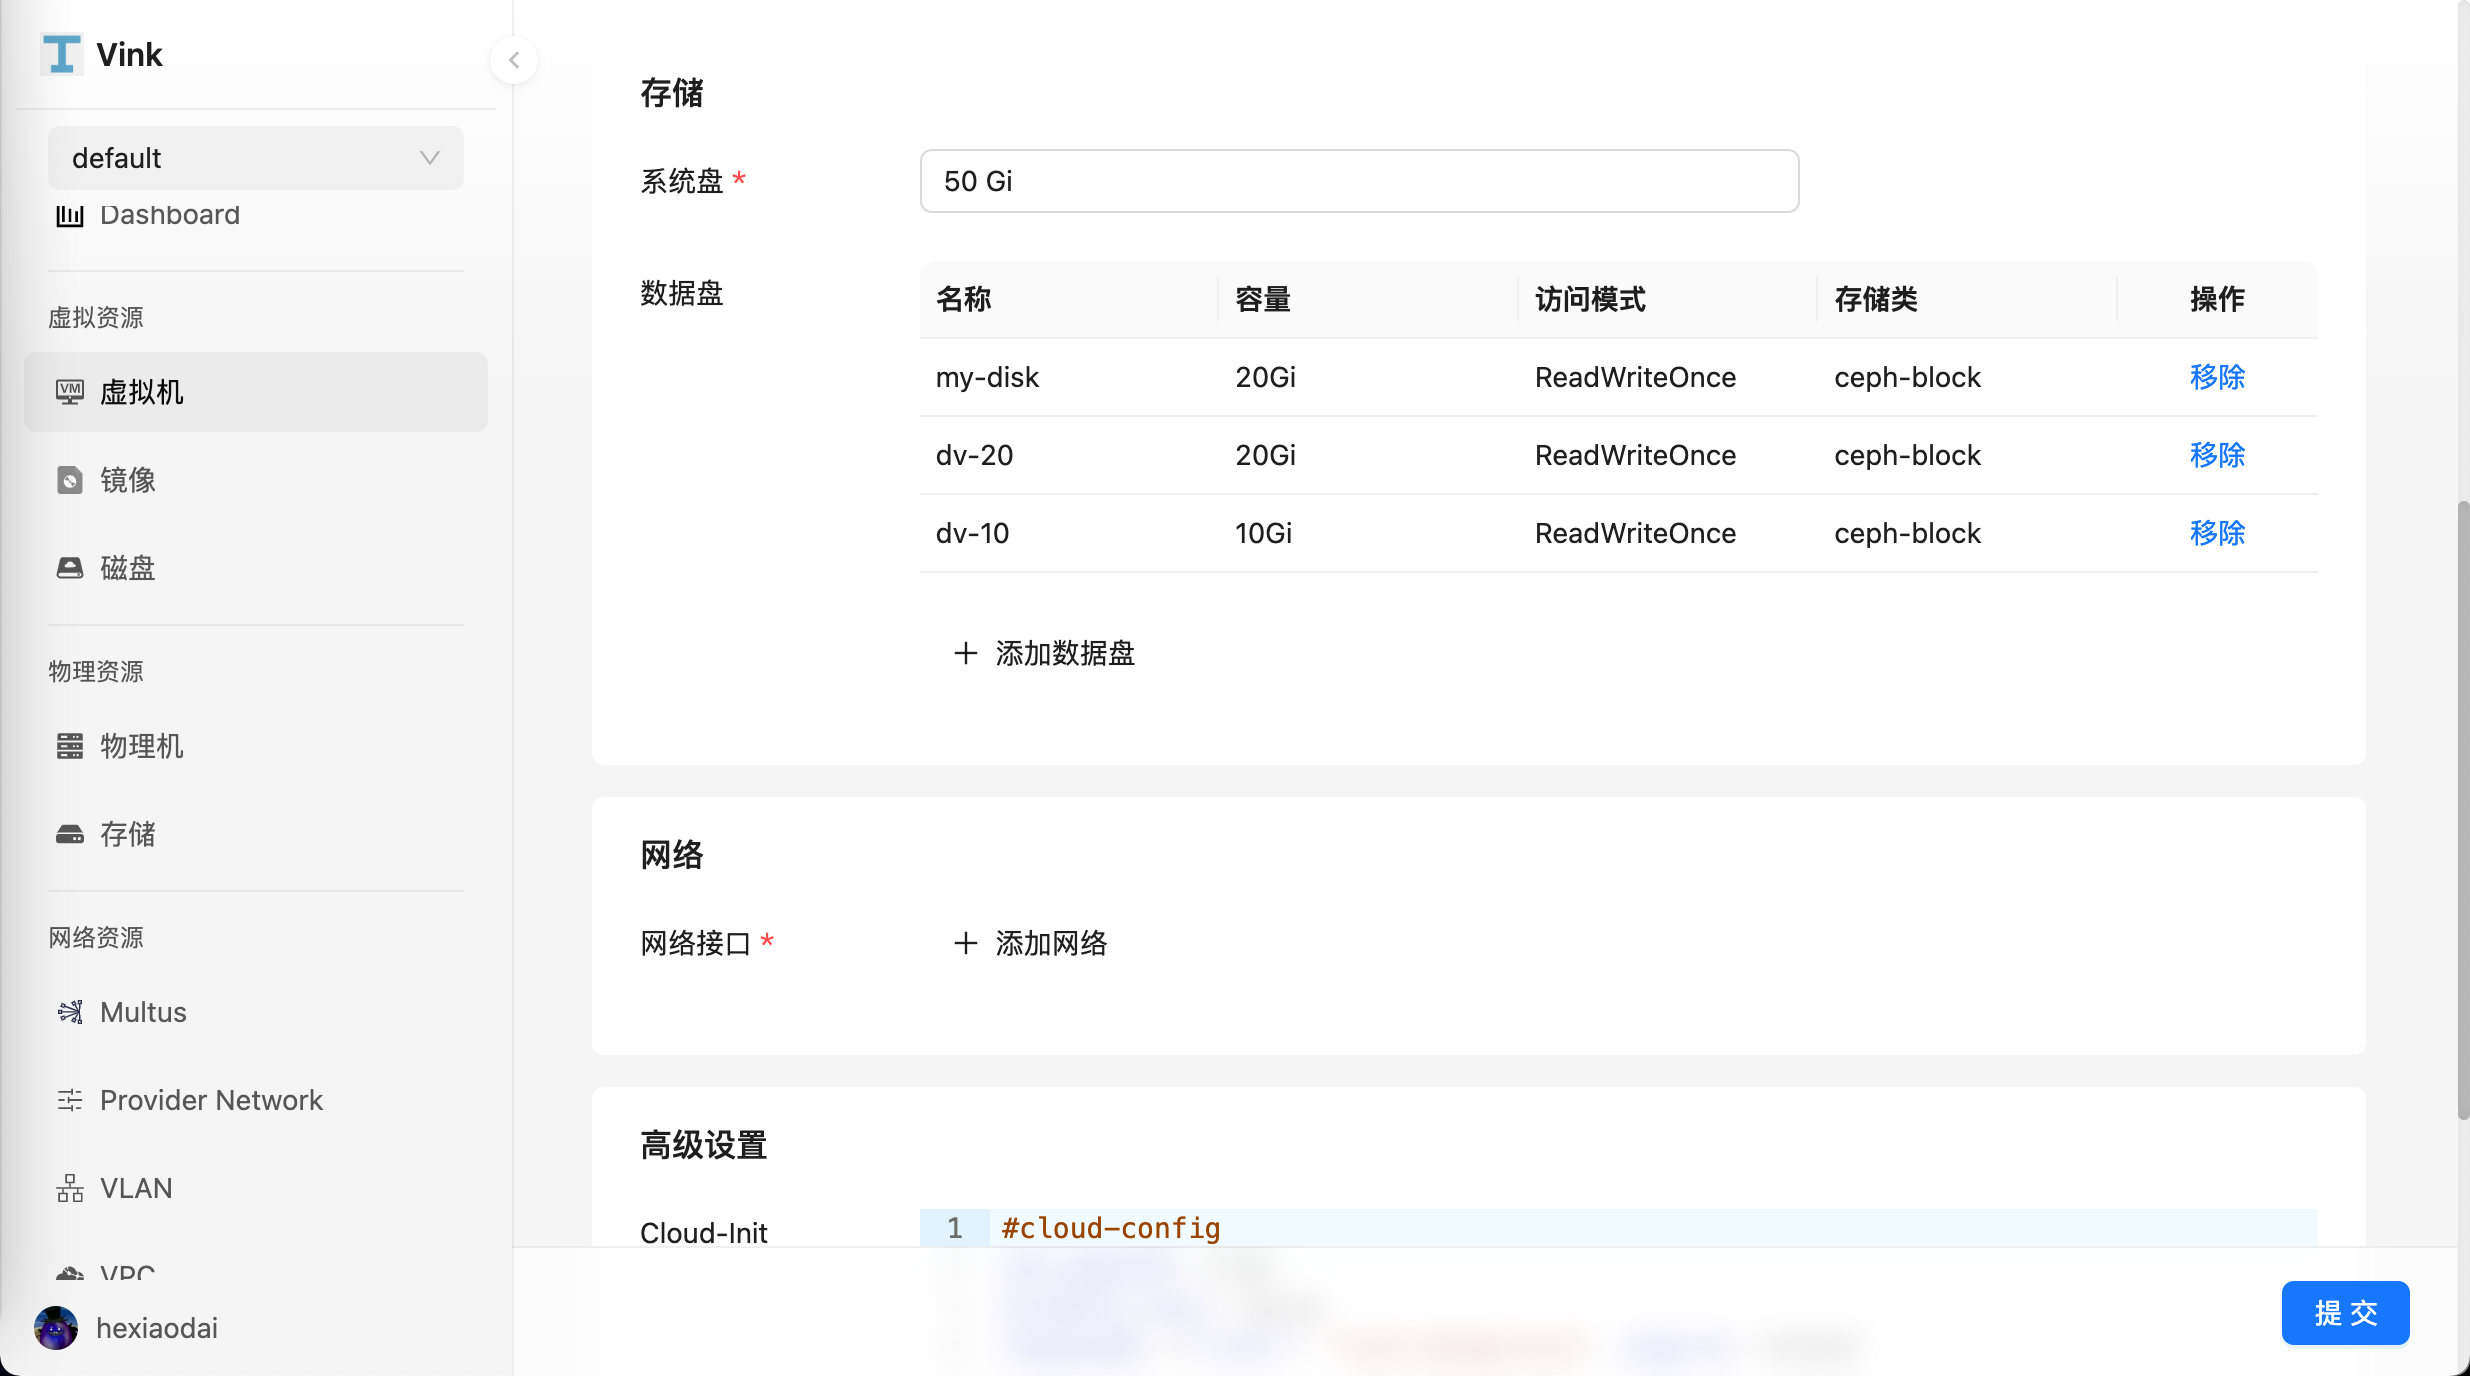 Vink
default
Dashboard
虚拟资源
虚拟机
镜像
磁盘
物理资源
物理机
存储
网络资源
Multus
Provider Network
VLAN
VPC
hexiaodai
存储
系统盘 *
50 Gi
数据盘
名称 容量 访问模式 存储类 操作
my-disk 20Gi ReadWriteOnce ceph-block 移除
dv-20 20Gi ReadWriteOnce ceph-block 移除
dv-10 10Gi ReadWriteOnce ceph-block 移除
+ 添加数据盘
网络
网络接口 * + 添加网络
高级设置
Cloud-Init
1 #cloud-config
提 交